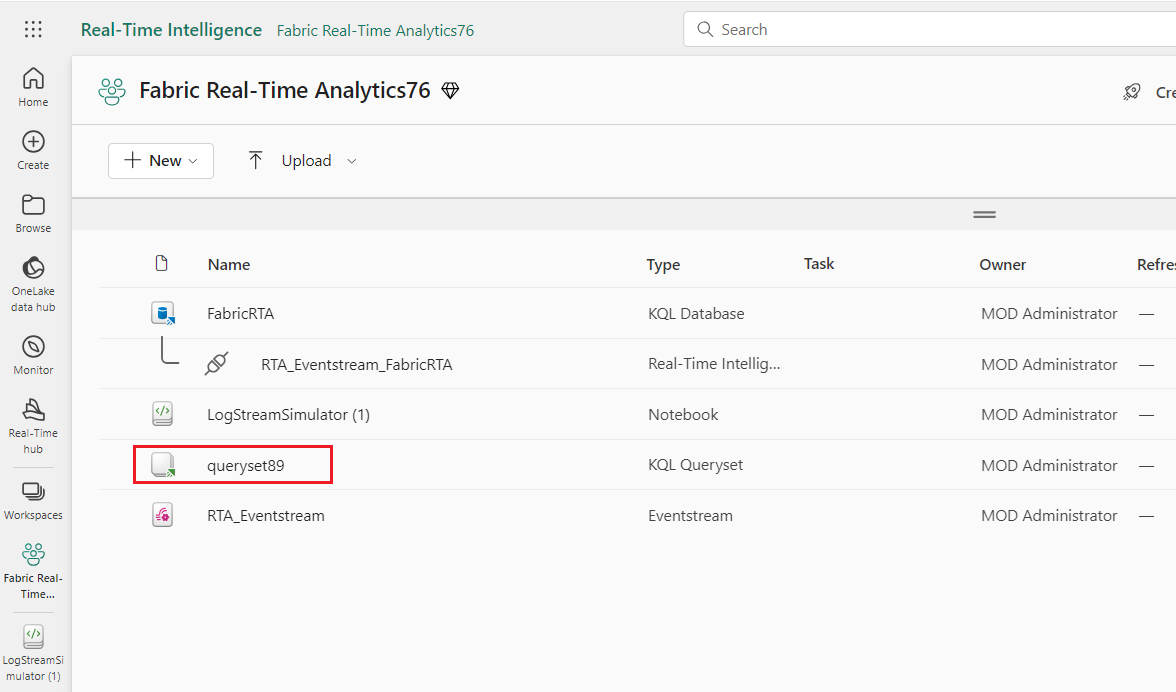 Real-Time Intelligence Fabric Real-Time Analytics76
Search
Home
Create
Browse
OneLake
data hub
Monitor
Real-Time
hub
Workspaces
Fabric Real-
Time...
LogStreamSi
mulator (1)
Fabric Real-Time Analytics76
Cre
New
Upload
Name Type Task Owner Refres
FabricRTA KQL Database MOD Administrator —
RTA_Eventstream_FabricRTA Real-Time Intellig... MOD Administrator —
LogStreamSimulator (1) Notebook MOD Administrator —
queryset89 KQL Queryset MOD Administrator —
RTA_Eventstream Eventstream MOD Administrator —